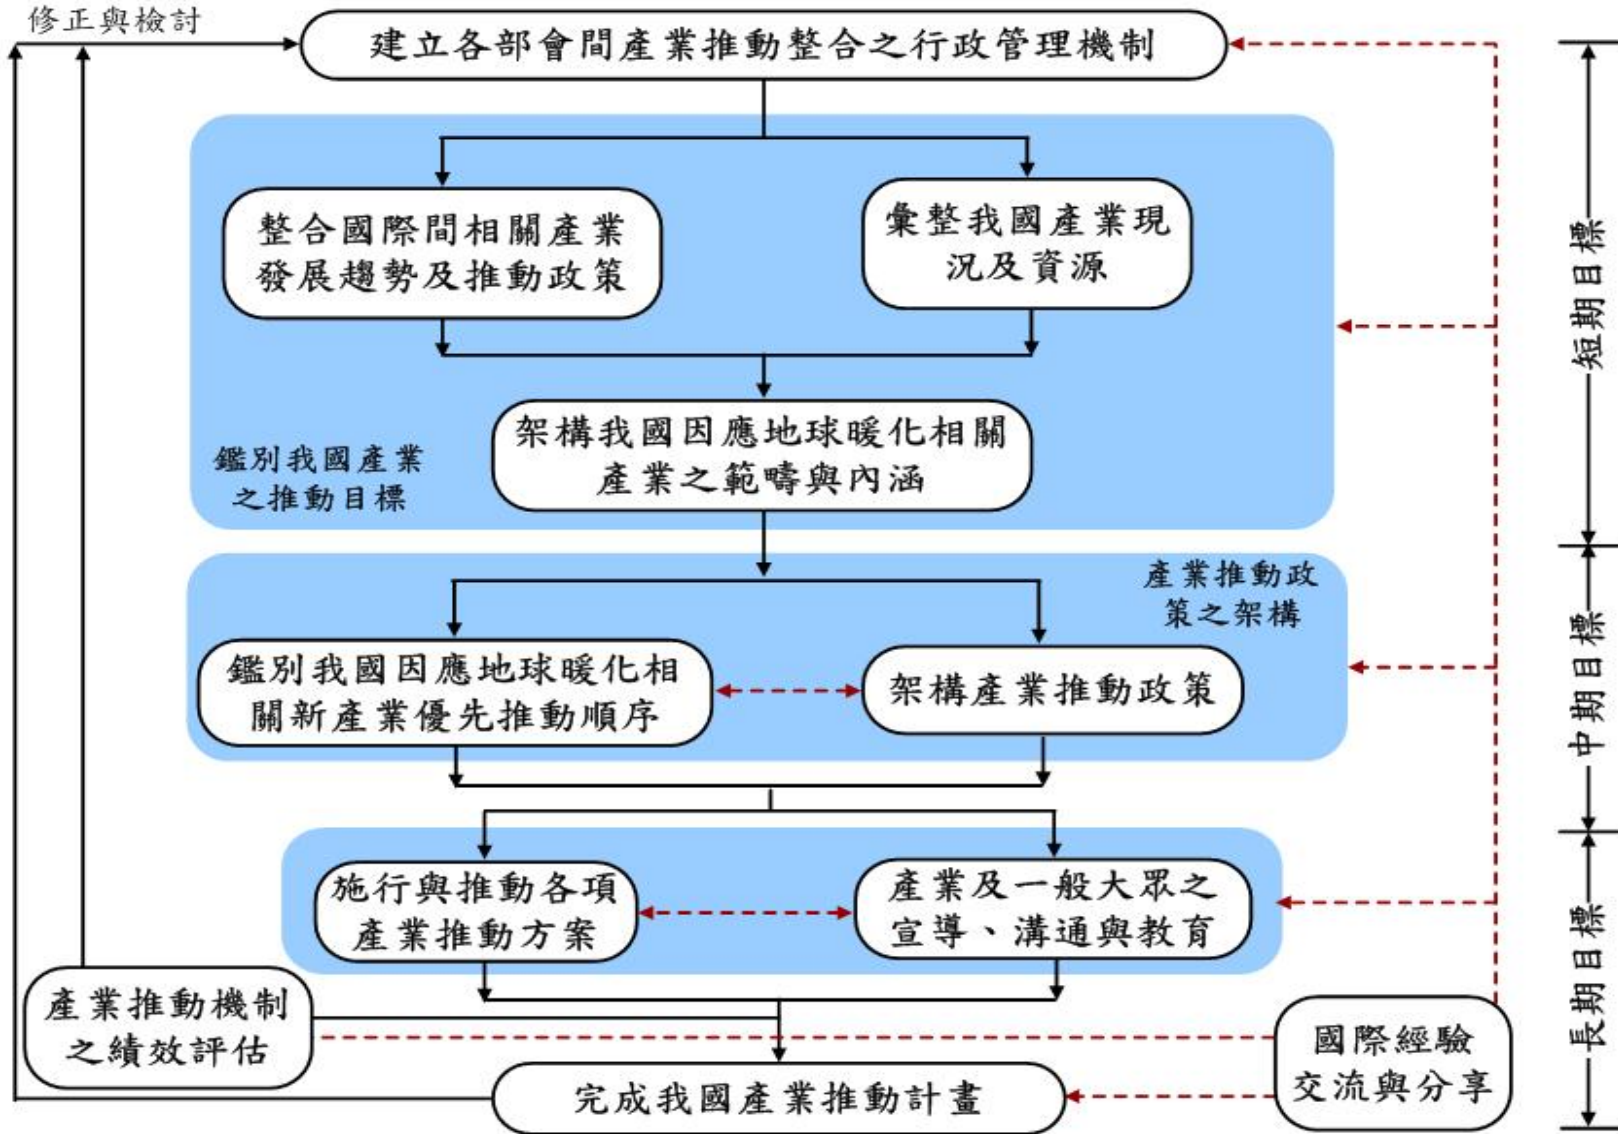 修正與檢討
建立各部會間產業推動整合之行政管理機制
整合國際間相關產業
發展趨勢及推動政策
彙整我國產業現
況及資源
架構我國因應地球暖化相關
產業之範疇與內涵
鑑別我國產業
之推動目標
短期目標
產業推動政
策之架構
鑑別我國因應地球暖化相
關新產業優先推動順序
架構產業推動政策
中期目標
施行與推動各項
產業推動方案
產業及一般大眾之
宣導、溝通與教育
長期目標
產業推動機制
之績效評估
國際經驗
交流與分享
完成我國產業推動計畫